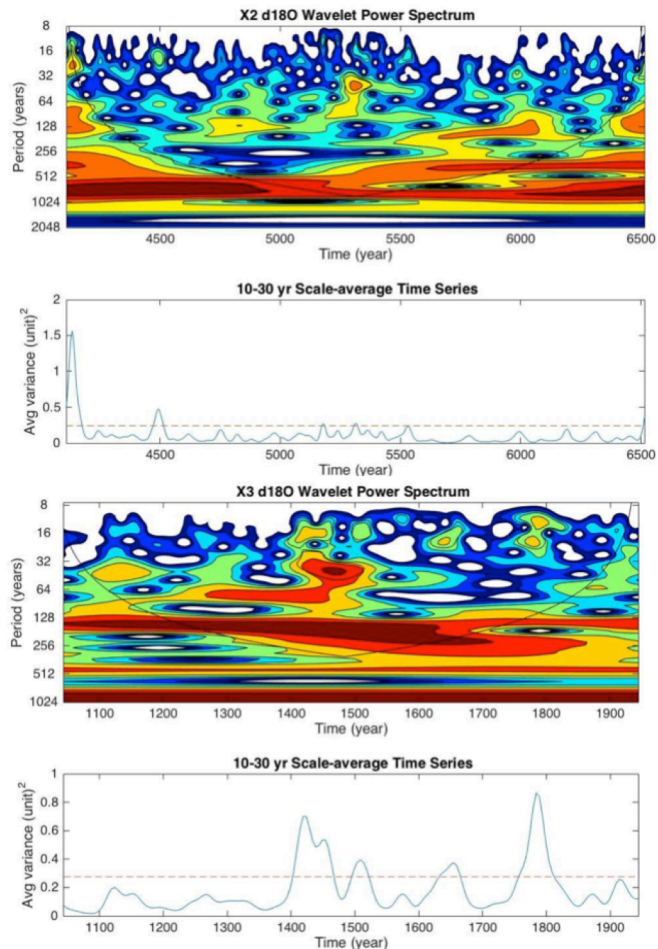 X2 d18O Wavelet Power Spectrum
8
16
32
64
128
256
512
1024
2048
Period (years)
4500 5000 5500 6000 6500
Time (year)
10-30 yr Scale-average Time Series
2
1.5
1
0.5
0
Avg variance (unit)2
4500 5000 5500 6000 6500
Time (year)
X3 d18O Wavelet Power Spectrum
8
16
32
64
128
256
512
1024
Period (years)
1100 1200 1300 1400 1500 1600 1700 1800 1900
Time (year)
10-30 yr Scale-average Time Series
1
0.8
0.6
0.4
0.2
0
Avg variance (unit)2
1100 1200 1300 1400 1500 1600 1700 1800 1900
Time (year)